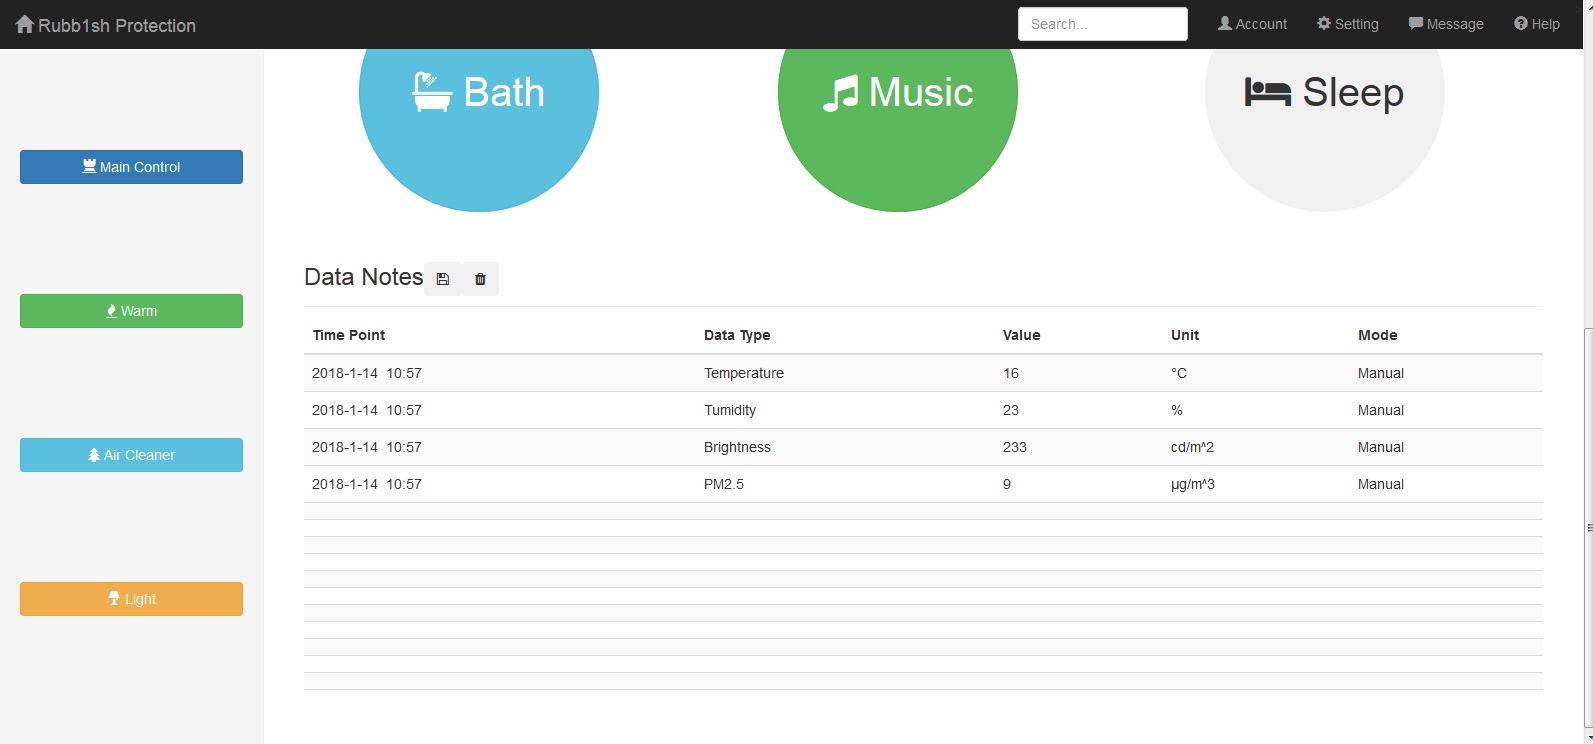 Rubb1sh Protection Search... Account Setting Message Help
Bath Music Sleep
Main Control
Warm
Air Cleaner
Light
Data Notes
Time Point Data Type Value Unit Mode
2018-1-14 10:57 Temperature 16 °C Manual
2018-1-14 10:57 Tumidity 23 % Manual
2018-1-14 10:57 Brightness 233 cd/m^2 Manual
2018-1-14 10:57 PM2.5 9 µg/m^3 Manual